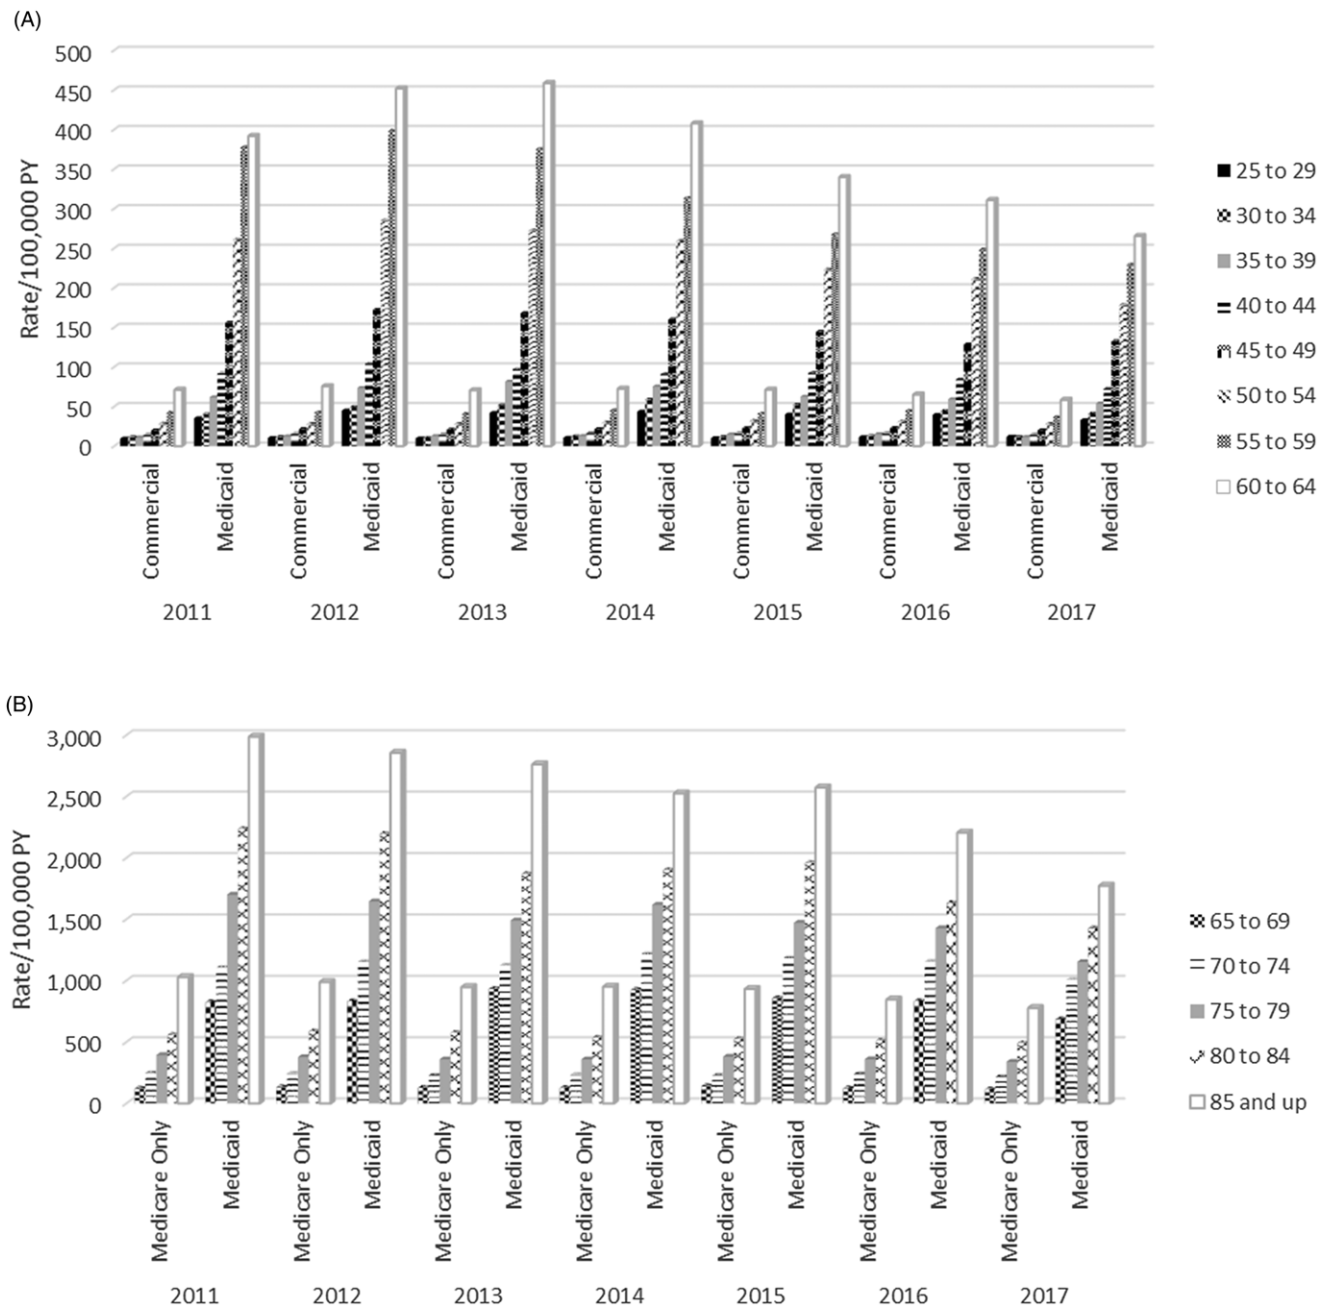 (A)
500
450
400
350
300
250
200
150
100
50
0
Rate/100,000 PY
Commercial Medicaid Commercial Medicaid Commercial Medicaid Commercial Medicaid Commercial Medicaid Commercial Medicaid Commercial Medicaid
2011 2012 2013 2014 2015 2016 2017
25 to 29
30 to 34
35 to 39
40 to 44
45 to 49
50 to 54
55 to 59
60 to 64
(B)
3,000
2,500
2,000
1,500
1,000
500
0
Rate/100,000 PY
Medicare Only Medicaid Medicare Only Medicaid Medicare Only Medicaid Medicare Only Medicaid Medicare Only Medicaid Medicare Only Medicaid Medicare Only Medicaid
2011 2012 2013 2014 2015 2016 2017
65 to 69
70 to 74
75 to 79
80 to 84
85 and up